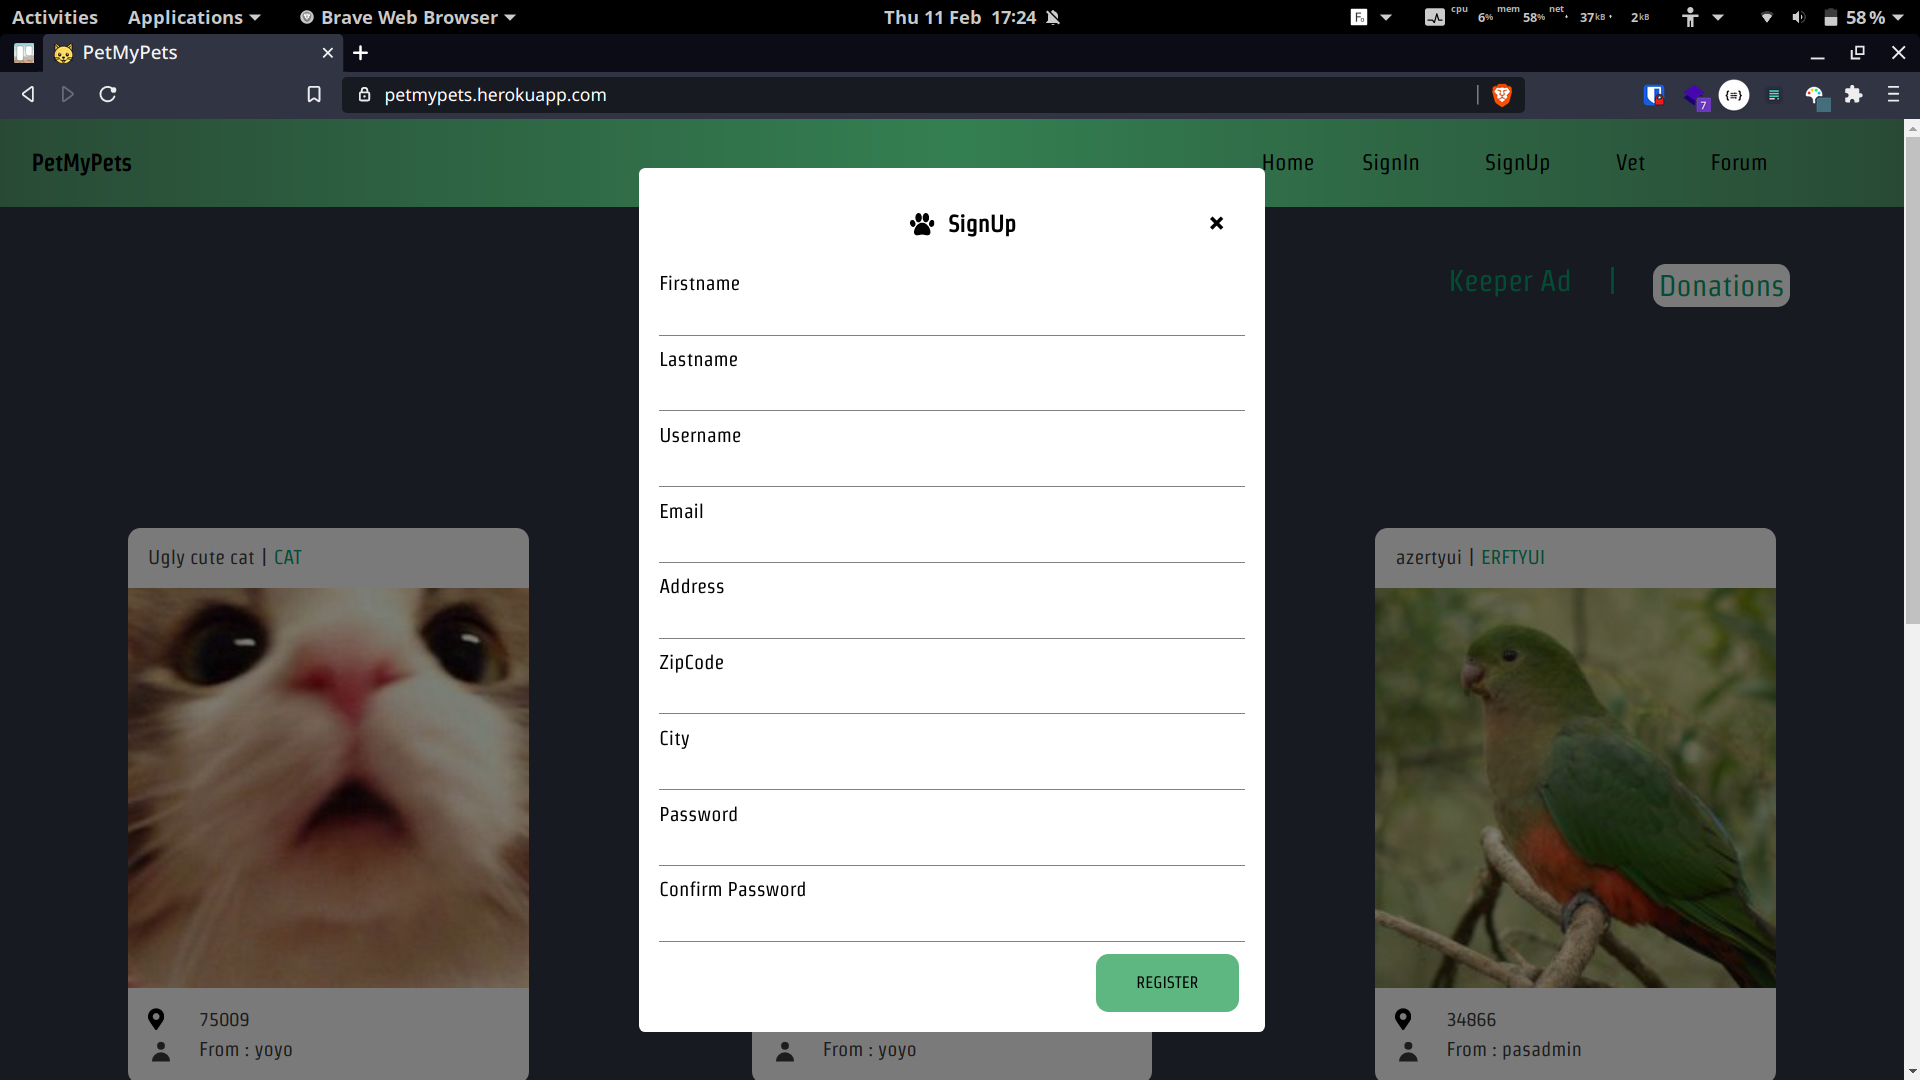 Activities Applications Brave Web Browser Thu 11 Feb 17:24 cpu 6% mem 58% net 37kB 2kB 58 %
PetMyPets
petmypets.herokuapp.com 7
PetMyPets Home SignIn SignUp Vet Forum
SignUp
Keeper Ad | Donations
Firstname
Lastname
Username
Email
Address
ZipCode
City
Password
Confirm Password
REGISTER
Ugly cute cat | CAT
75009
From : yoyo
From : yoyo
azertyui | ERFTYUI
34866
From : pasadmin